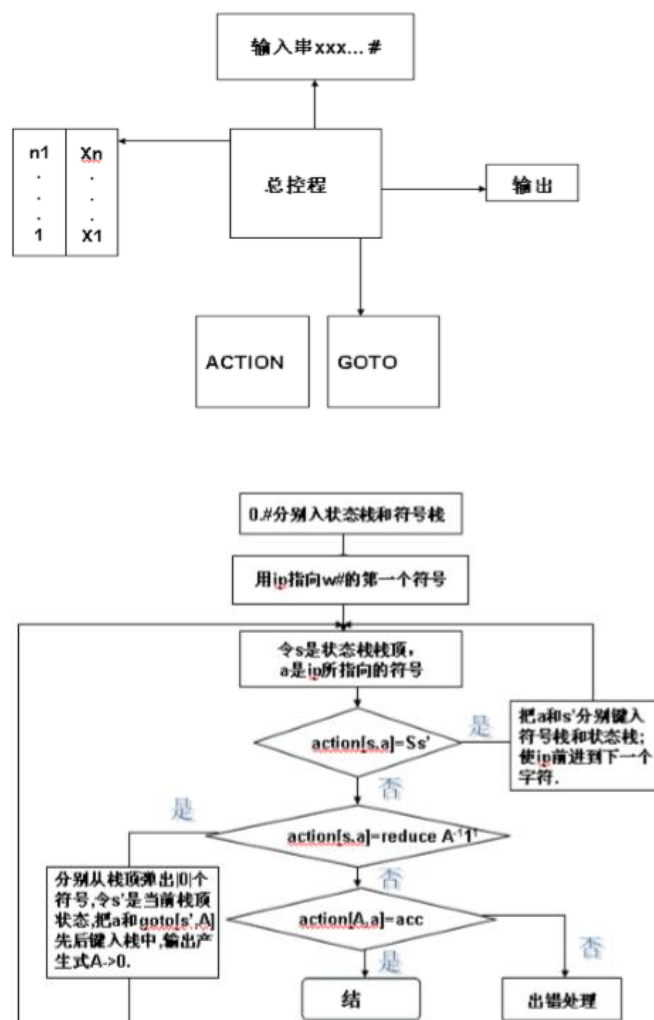 输入串xxx... #
n1 Xn
. .
. .
. .
1 X1
总控程
输出
ACTION
GOTO
0.#分别入状态栈和符号栈
用ip指向w#的第一个符号
令s是状态栈栈顶，
a是ip所指向的符号
action[s,a]=Ss'
是
把a和s'分别键入
符号栈和状态栈;
使ip前进到下一个
字符.
否
是
action[s,a]=reduce A⁻¹1¹
否
分别从栈顶弹出|0|个
符号,令s'是当前栈顶
状态,把a和goto[s',A]
先后键入栈中,输出产
生式A->0.
action[A,a]=acc
是
否
结
出错处理